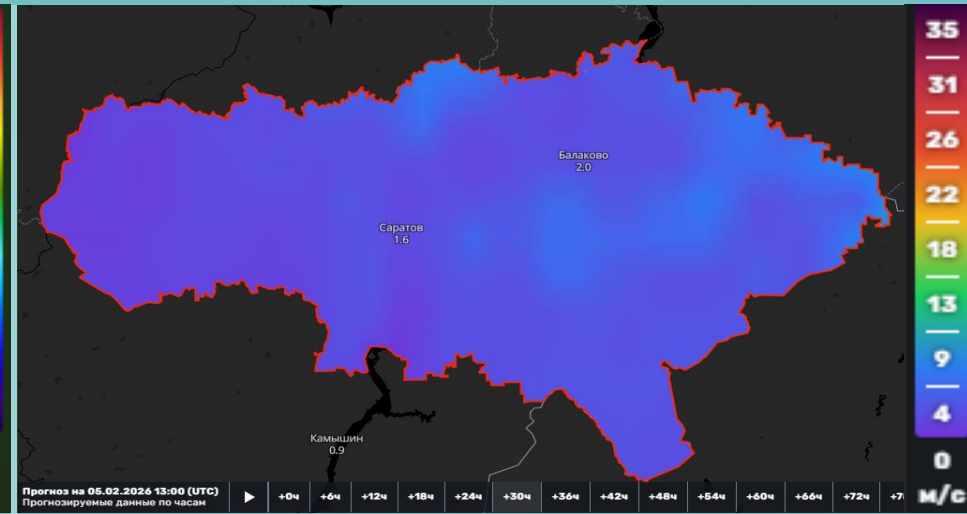 Балаково
2.0
Саратов
1.6
Камышин
0.9
Прогноз на 05.02.2026 13:00 (UTC)
Прогнозируемые данные по часам
+0ч +6ч +12ч +18ч +24ч +30ч +36ч +42ч +48ч +54ч +60ч +66ч +72ч
35
31
26
22
18
13
9
4
0
м/с